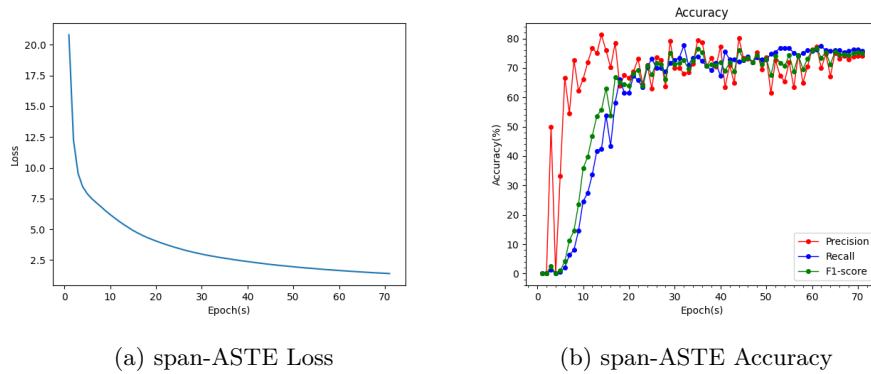 20.0
17.5
15.0
12.5
10.0
7.5
5.0
2.5
Loss
0 10 20 30 40 50 60 70
Epoch(s)
(a) span-ASTE Loss
Accuracy
80
70
60
50
40
30
20
10
0
Accuracy(%)
Precision
Recall
F1-score
0 10 20 30 40 50 60 70
Epoch(s)
(b) span-ASTE Accuracy